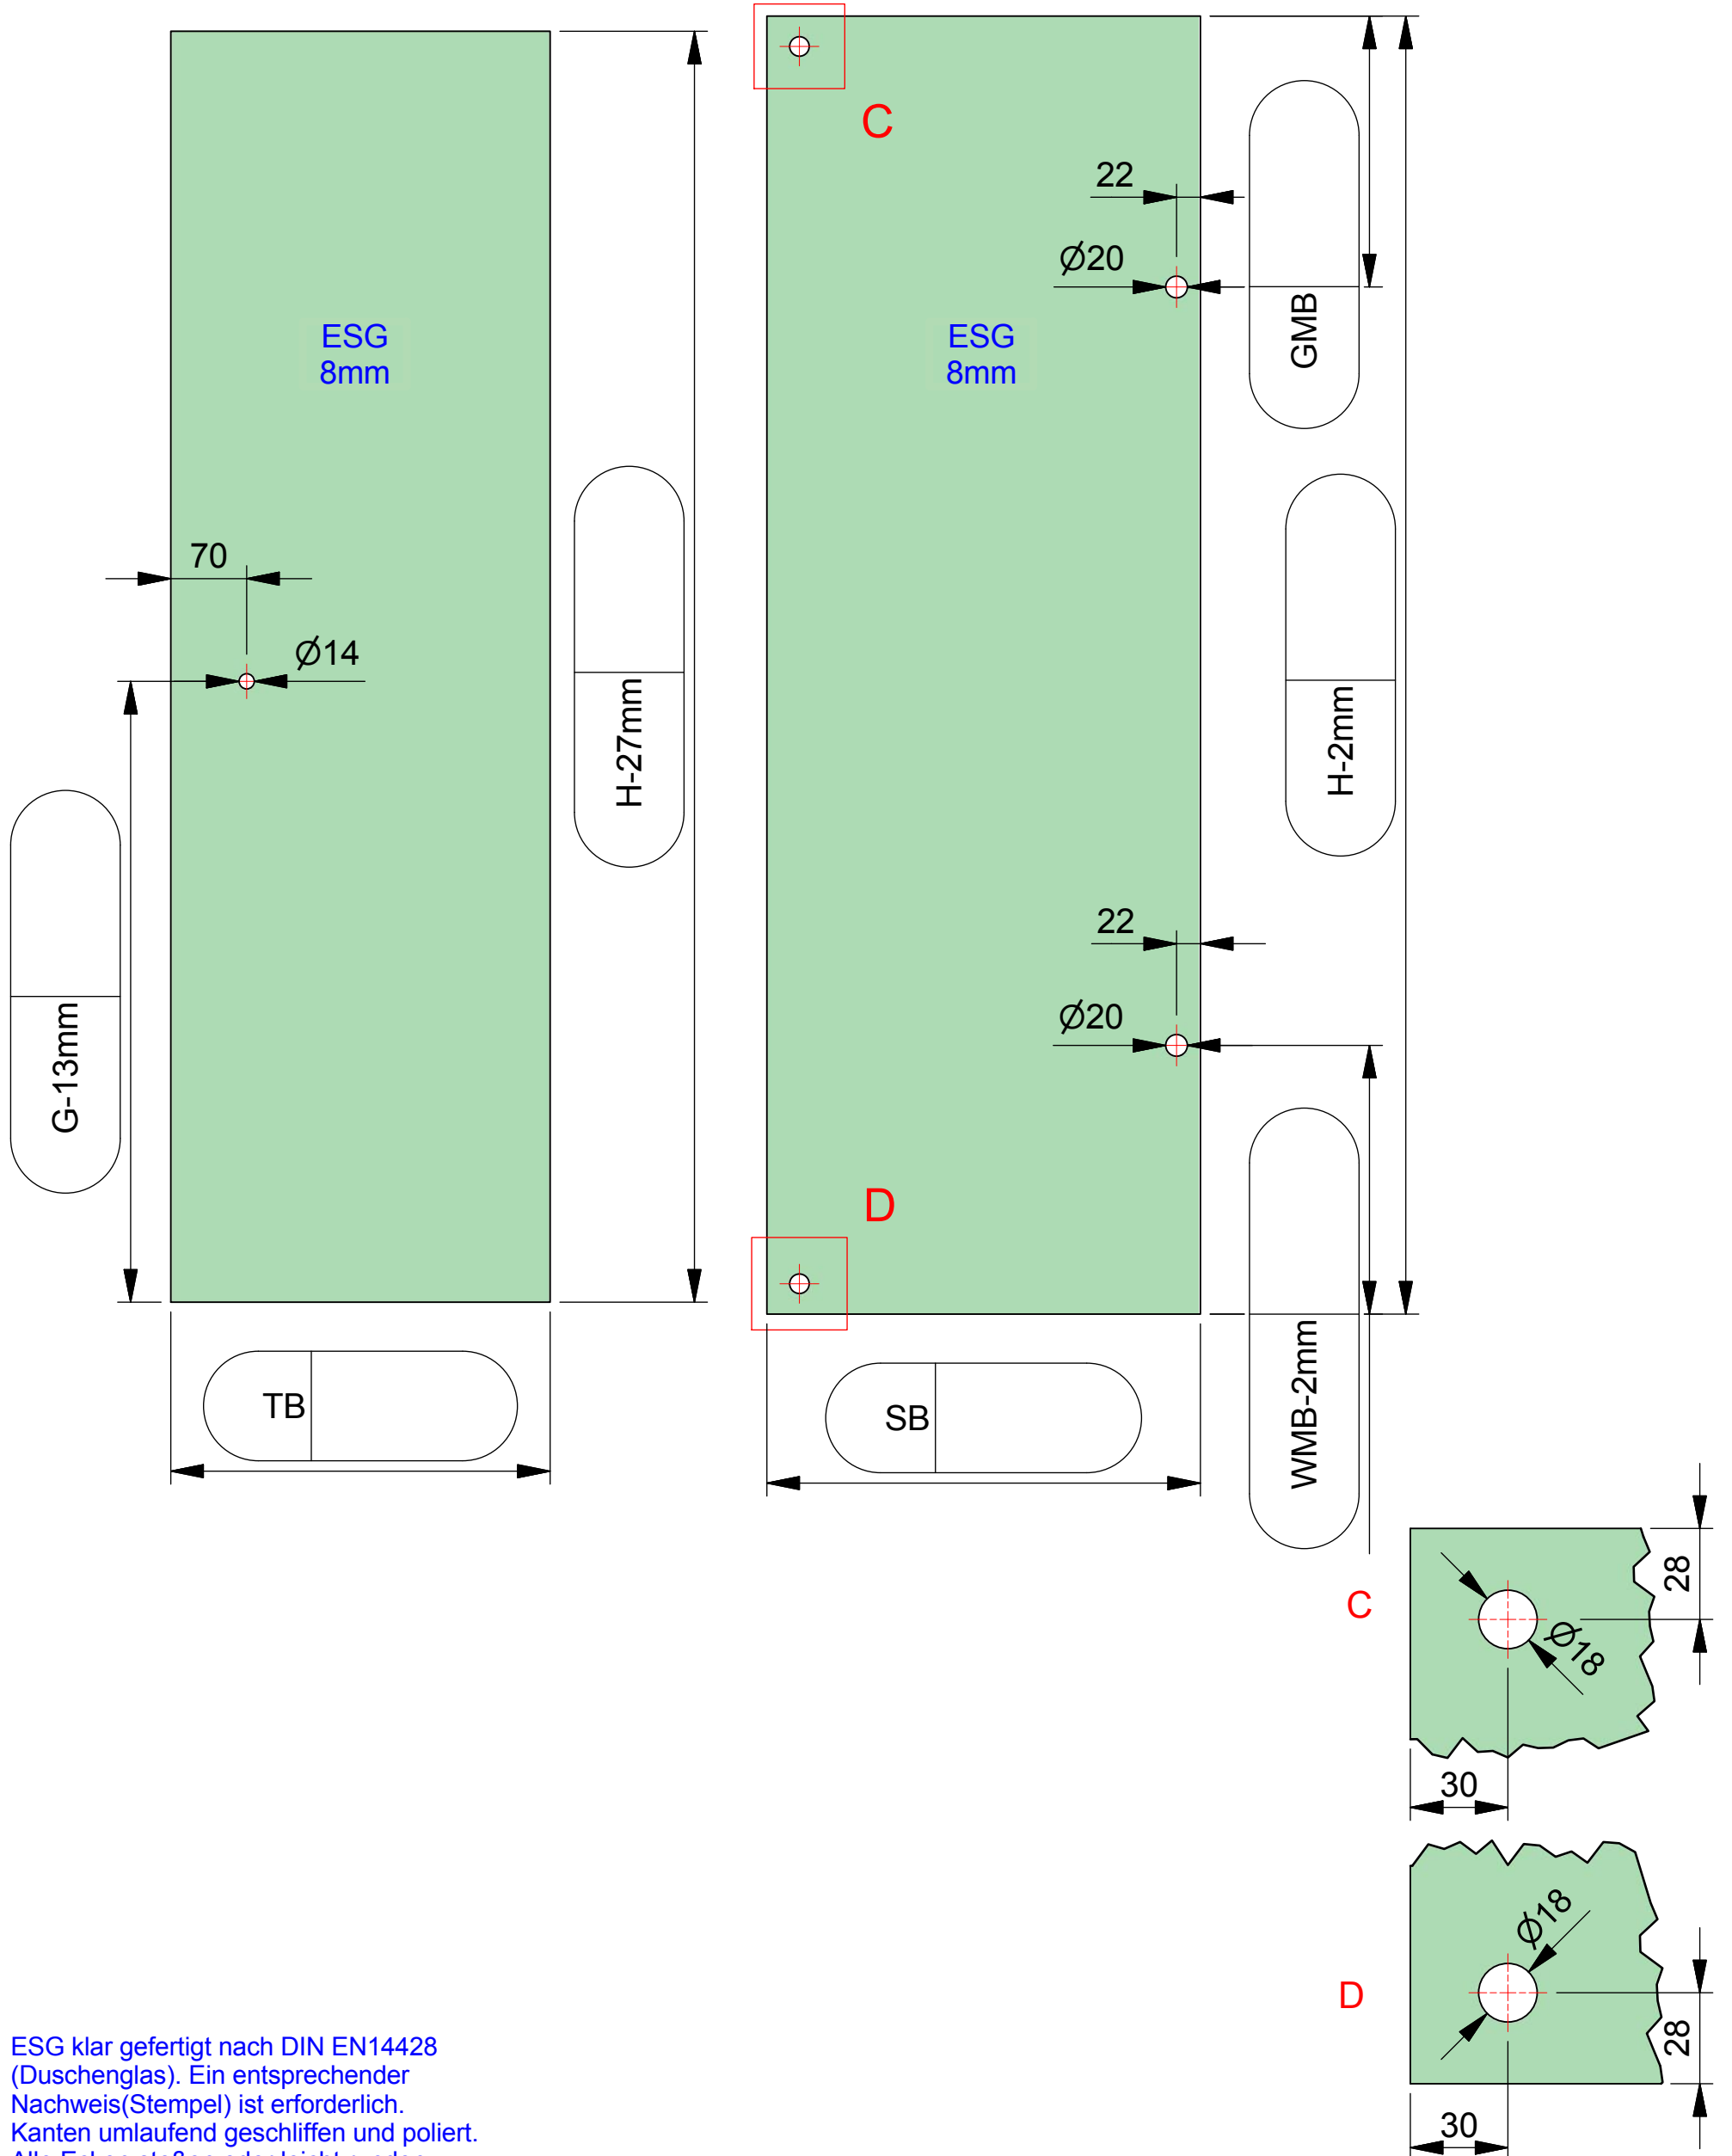 C
22
Ø20
ESG
8mm
ESG
8mm
GMB
70
Ø14
H-27mm
H-2mm
22
G-13mm
Ø20
D
TB
SB
WMB-2mm
C
28
Ø18
30
D
Ø18
28
30
ESG klar gefertigt nach DIN EN14428
(Duschenglas). Ein entsprechender
Nachweis(Stempel) ist erforderlich.
Kanten umlaufend geschliffen und poliert.